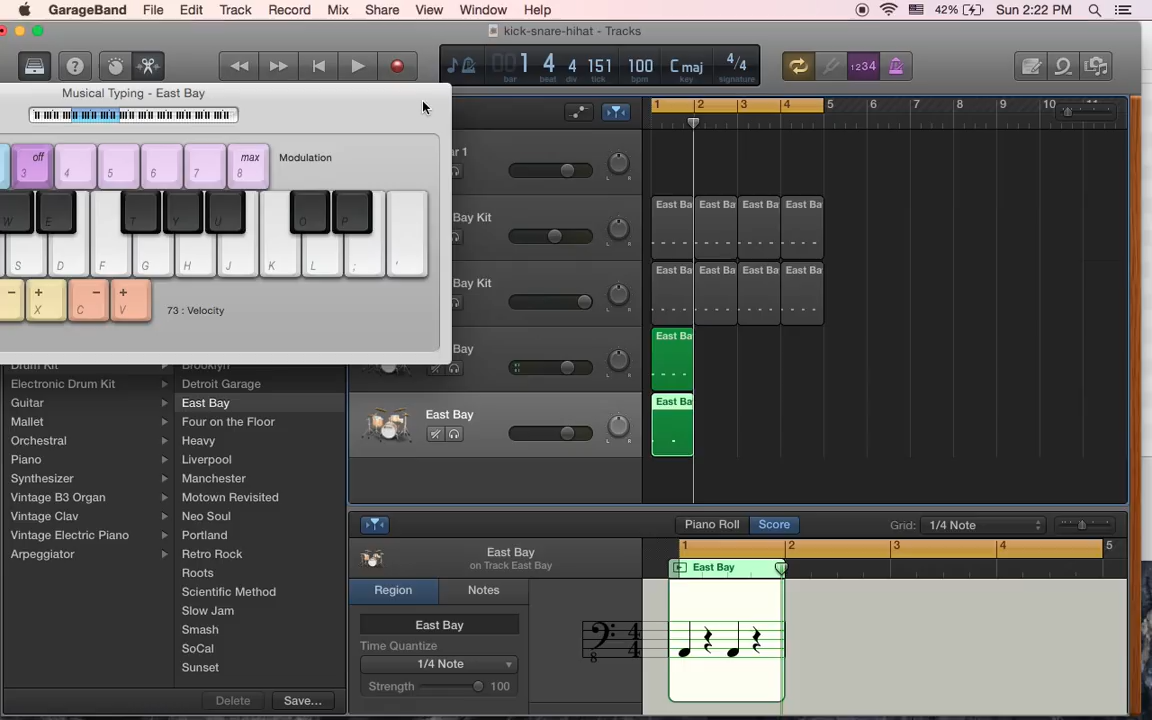 GarageBand File Edit Track Record Mix Share View Window Help 42% Sun 2:22 PM
kick-snare-hihat - Tracks
1 4 4 151 100 C maj 4/4
bar beat div tick bpm key signature
1234
Musical Typing - East Bay
1 2 3 4 5 6 7 8 9 10 11
off max
3 4 5 6 7 8 Modulation
W E T Y U O P
S D F G H J K L ; '
− + − +
X C V 73 : Velocity
r 1
Bay Kit
East Ba East Ba East Ba East Ba
Bay Kit
East Ba East Ba East Ba East Ba
Bay
East Ba
East Bay
East Ba
L R
L R
L R
L R
L R
Drum Kit
Electronic Drum Kit
Guitar
Mallet
Orchestral
Piano
Synthesizer
Vintage B3 Organ
Vintage Clav
Vintage Electric Piano
Arpeggiator
Brooklyn
Detroit Garage
East Bay
Four on the Floor
Heavy
Liverpool
Manchester
Motown Revisited
Neo Soul
Portland
Retro Rock
Roots
Scientific Method
Slow Jam
Smash
SoCal
Sunset
Delete Save...
Piano Roll Score Grid: 1/4 Note
1 2 3 4 5
East Bay
on Track East Bay
East Bay
Region Notes
East Bay
Time Quantize
1/4 Note
Strength 100
4
4
8